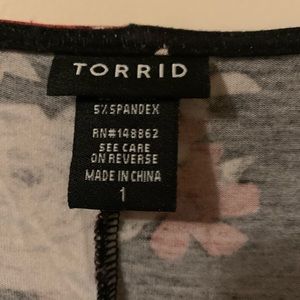 TORRID
5% SPANDEX
RN#148862
SEE CARE
ON REVERSE
MADE IN CHINA
1